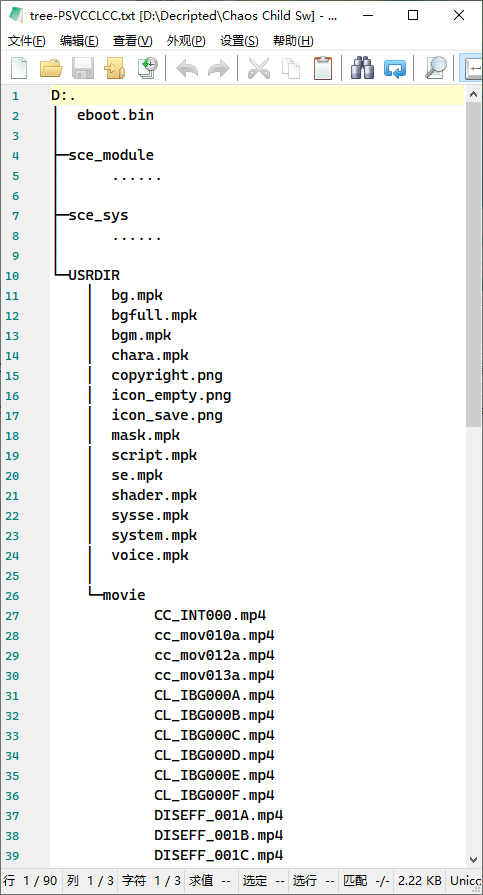 tree-PSVCCLCC.txt [D:\Decripted\Chaos Child Sw] - ...
文件(F) 编辑(E) 查看(V) 外观(P) 设置(S) 帮助(H)
1 D:.
2 │  eboot.bin
3 │
4 ├─sce_module
5 │      ......
6 │
7 ├─sce_sys
8 │      ......
9 │
10 └─USRDIR
11 │  bg.mpk
12 │  bgfull.mpk
13 │  bgm.mpk
14 │  chara.mpk
15 │  copyright.png
16 │  icon_empty.png
17 │  icon_save.png
18 │  mask.mpk
19 │  script.mpk
20 │  se.mpk
21 │  shader.mpk
22 │  sysse.mpk
23 │  system.mpk
24 │  voice.mpk
25 │
26 └─movie
27 CC_INT000.mp4
28 cc_mov010a.mp4
29 cc_mov012a.mp4
30 cc_mov013a.mp4
31 CL_IBG000A.mp4
32 CL_IBG000B.mp4
33 CL_IBG000C.mp4
34 CL_IBG000D.mp4
35 CL_IBG000E.mp4
36 CL_IBG000F.mp4
37 DISEFF_001A.mp4
38 DISEFF_001B.mp4
39 DISEFF_001C.mp4
行 1 / 90 列 1 / 3 字符 1 / 3 求值 -- 选定 -- 选行 -- 匹配 -/- 2.22 KB Unico